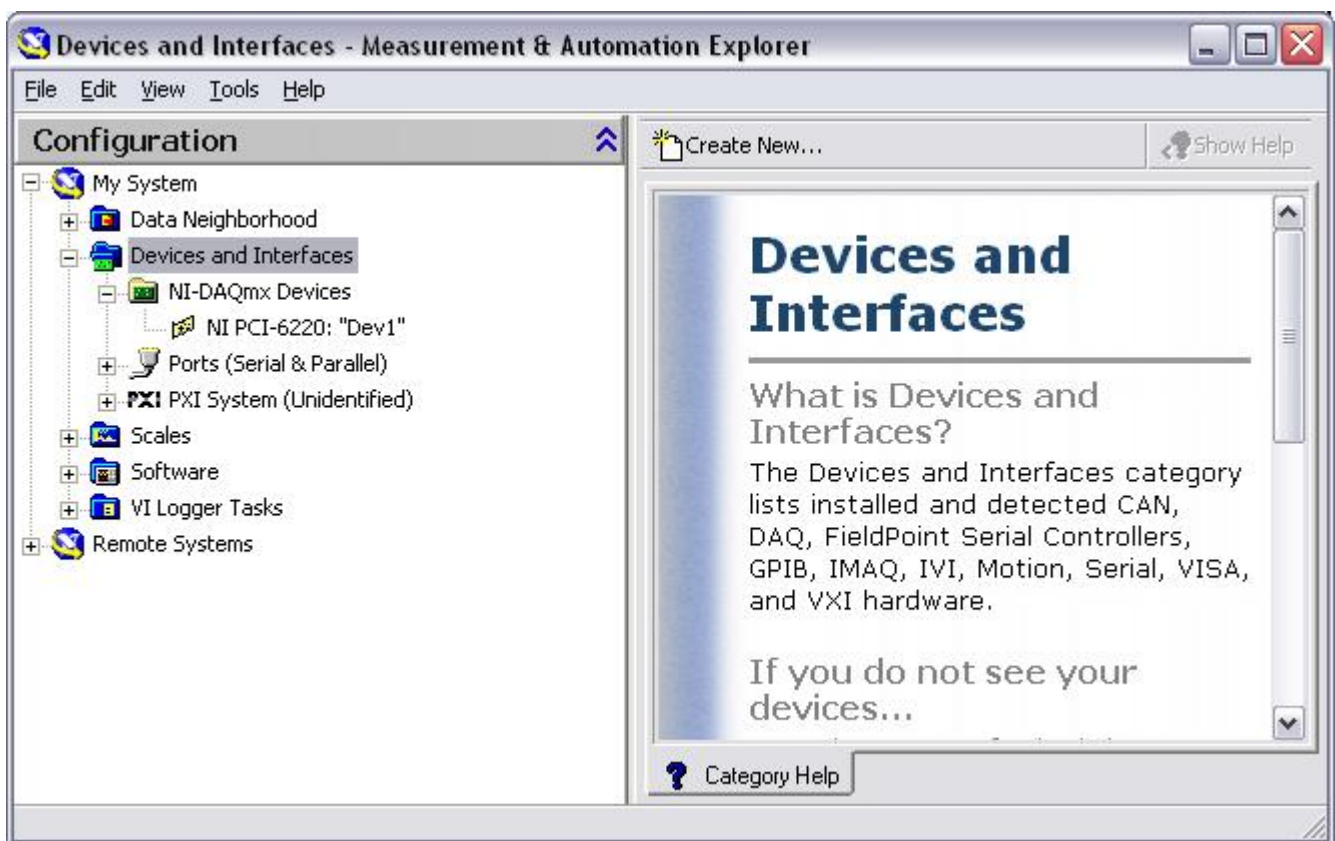 Devices and Interfaces - Measurement & Automation Explorer
File Edit View Tools Help
Configuration
My System
Data Neighborhood
Devices and Interfaces
NI-DAQmx Devices
NI PCI-6220: "Dev1"
Ports (Serial & Parallel)
PXI PXI System (Unidentified)
Scales
Software
VI Logger Tasks
Remote Systems
Create New...
Show Help
Devices and
Interfaces
What is Devices and
Interfaces?
The Devices and Interfaces category
lists installed and detected CAN,
DAQ, FieldPoint Serial Controllers,
GPIB, IMAQ, IVI, Motion, Serial, VISA,
and VXI hardware.
If you do not see your
devices...
? Category Help